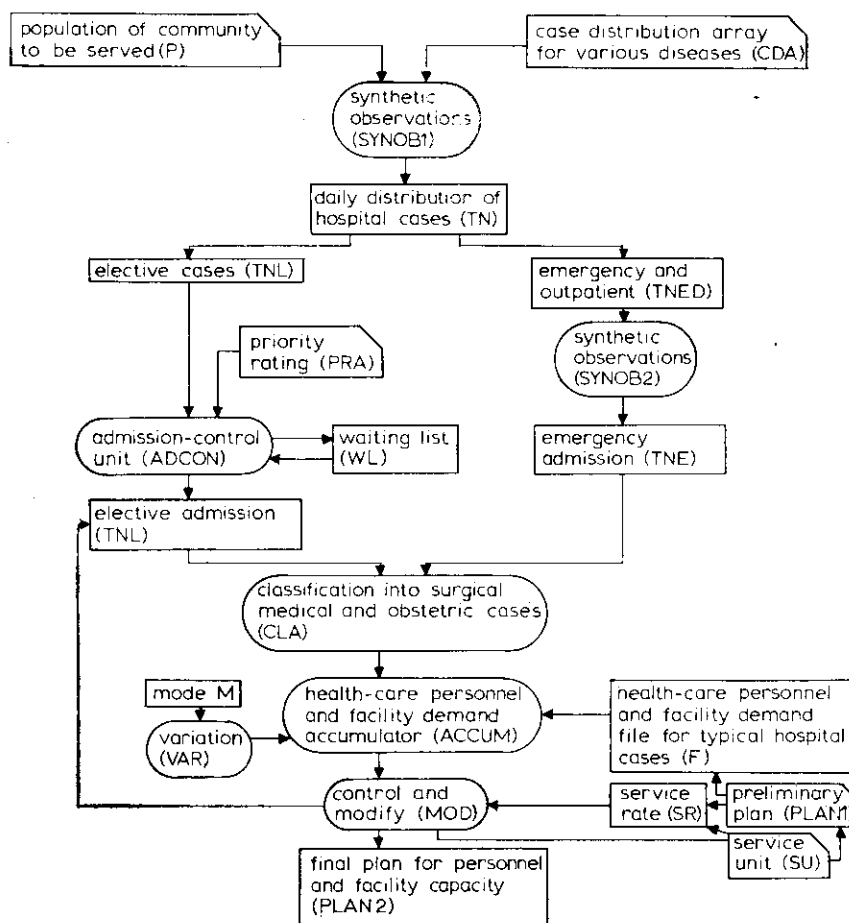 population of community
to be served (P)
case distribution array
for various diseases (CDA)
synthetic
observations
(SYNOB1)
daily distribution of
hospital cases (TN)
elective cases (TNL)
emergency and
outpatient (TNED)
priority
rating (PRA)
synthetic
observations
(SYNOB2)
admission-control
unit (ADCON)
waiting list
(WL)
emergency
admission (TNE)
elective admission
(TNL)
classification into surgical
medical and obstetric cases
(CLA)
mode M
variation
(VAR)
health-care personnel
and facility demand
accumulator (ACCUM)
health-care personnel
and facility demand
file for typical hospital
cases (F)
control and
modify (MOD)
service
rate (SR)
preliminary
plan (PLAN1)
service
unit (SU)
final plan for personnel
and facility capacity
(PLAN2)